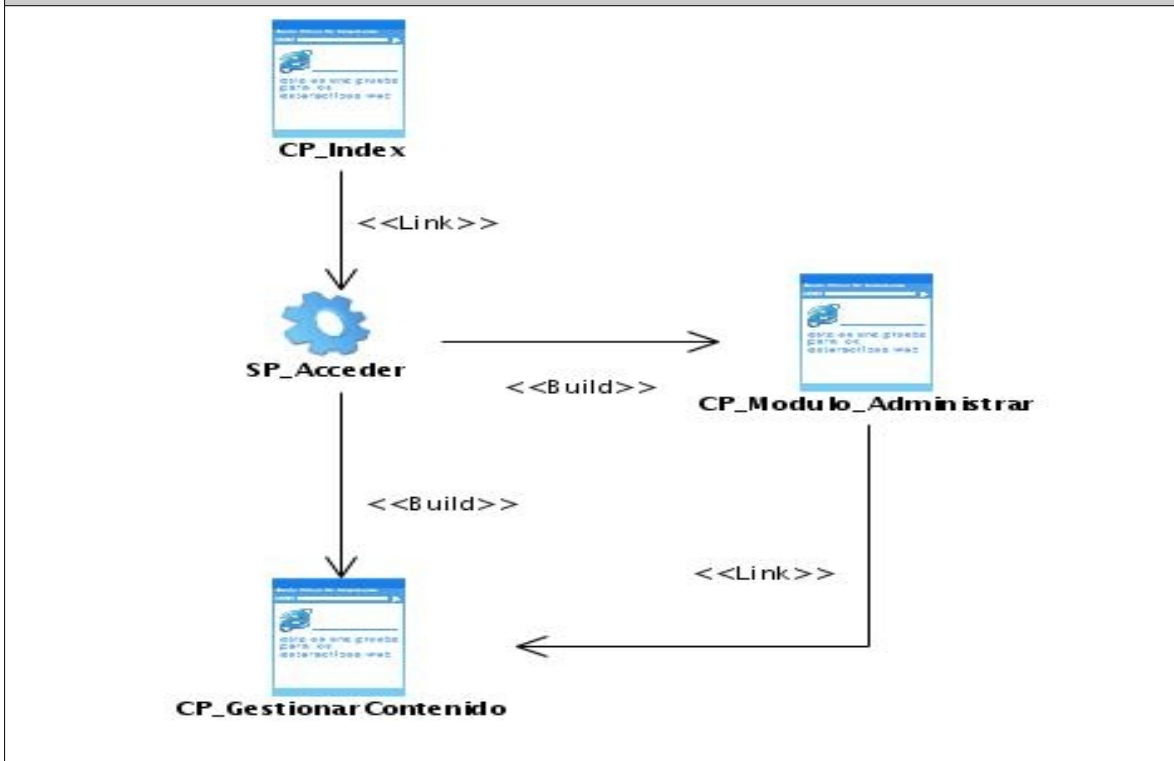 CP_Index
<<Link>>
SP_Acceder
<<Build>>
CP_Modulo_Administrar
<<Build>>
<<Link>>
CP_GestionarContenido